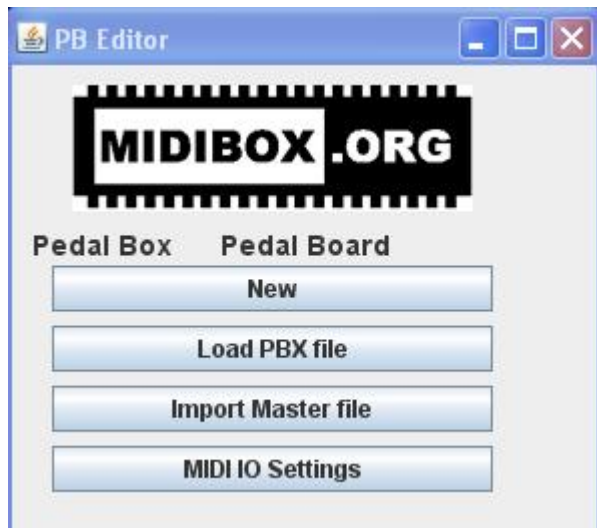 PB Editor
MIDIBOX.ORG
Pedal Box Pedal Board
New
Load PBX file
Import Master file
MIDI IO Settings